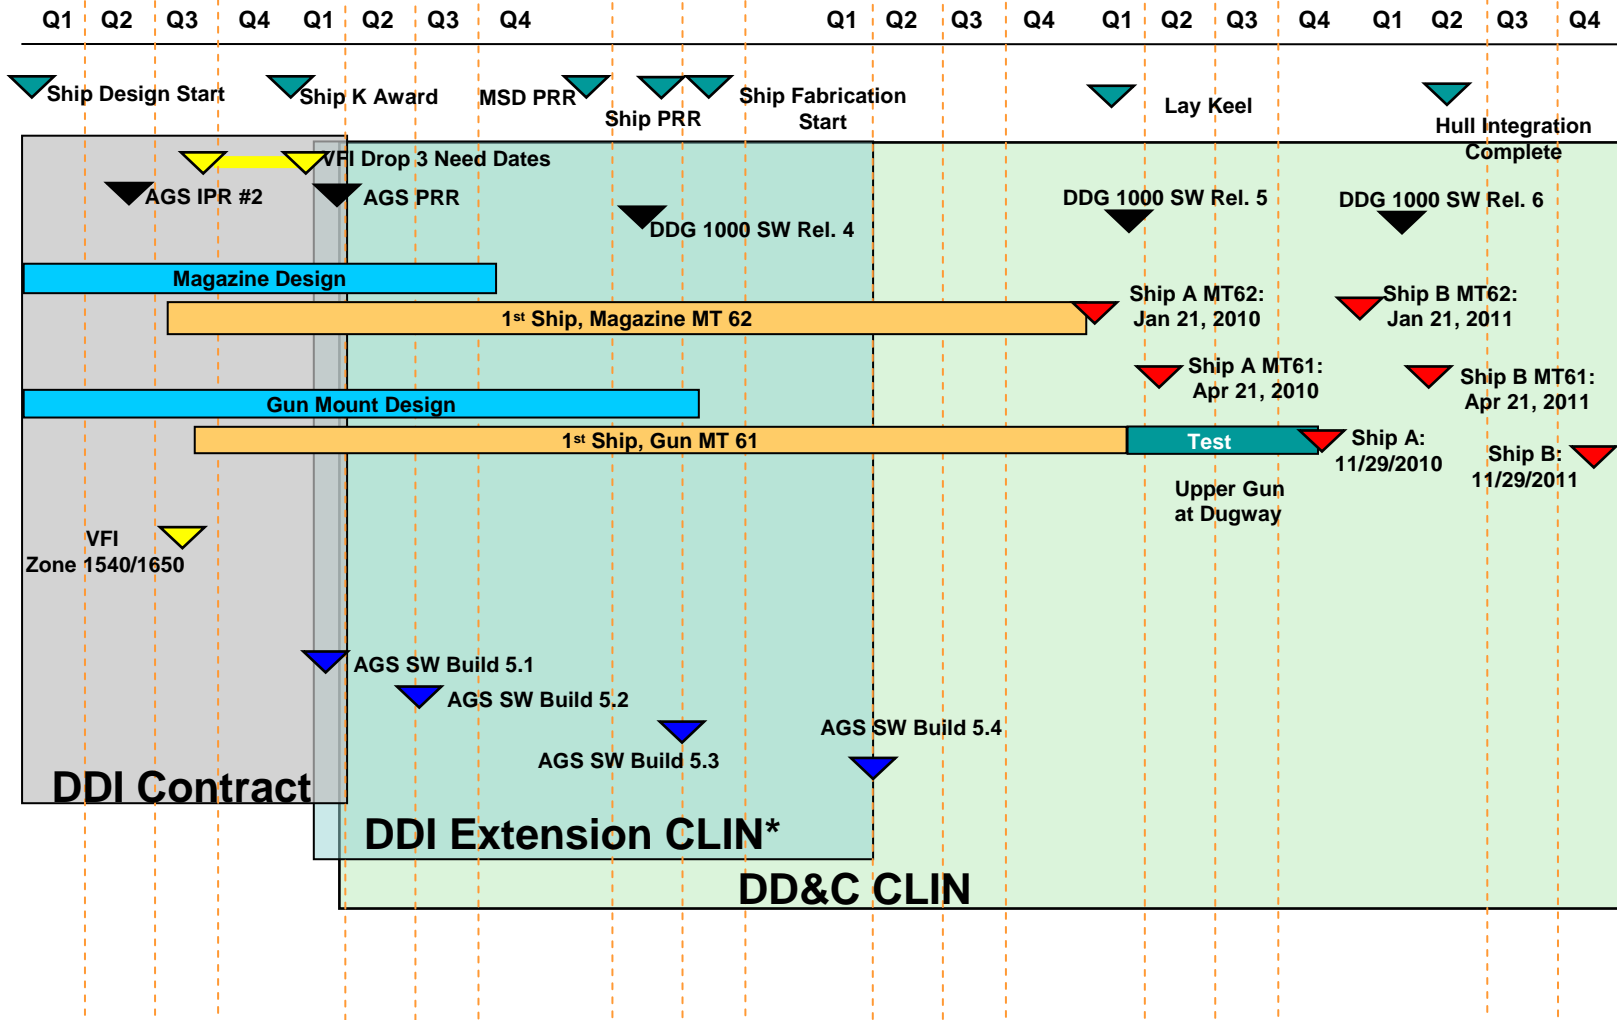 Q1 Q2 Q3 Q4 Q1 Q2 Q3 Q4 Q1 Q2 Q3 Q4 Q1 Q2 Q3 Q4 Q1 Q2 Q3 Q4
Ship Design Start
Ship K Award
MSD PRR
Ship PRR
Ship Fabrication
Start
Lay Keel
Hull Integration
Complete
VFI Drop 3 Need Dates
AGS IPR #2
AGS PRR
DDG 1000 SW Rel. 4
DDG 1000 SW Rel. 5
DDG 1000 SW Rel. 6
Magazine Design
1st Ship, Magazine MT 62
Ship A MT62:
Jan 21, 2010
Ship B MT62:
Jan 21, 2011
Ship A MT61:
Apr 21, 2010
Ship B MT61:
Apr 21, 2011
Gun Mount Design
1st Ship, Gun MT 61
Test
Ship A:
11/29/2010
Ship B:
11/29/2011
Upper Gun
at Dugway
VFI
Zone 1540/1650
AGS SW Build 5.1
AGS SW Build 5.2
AGS SW Build 5.3
AGS SW Build 5.4
DDI Contract
DDI Extension CLIN*
DD&C CLIN